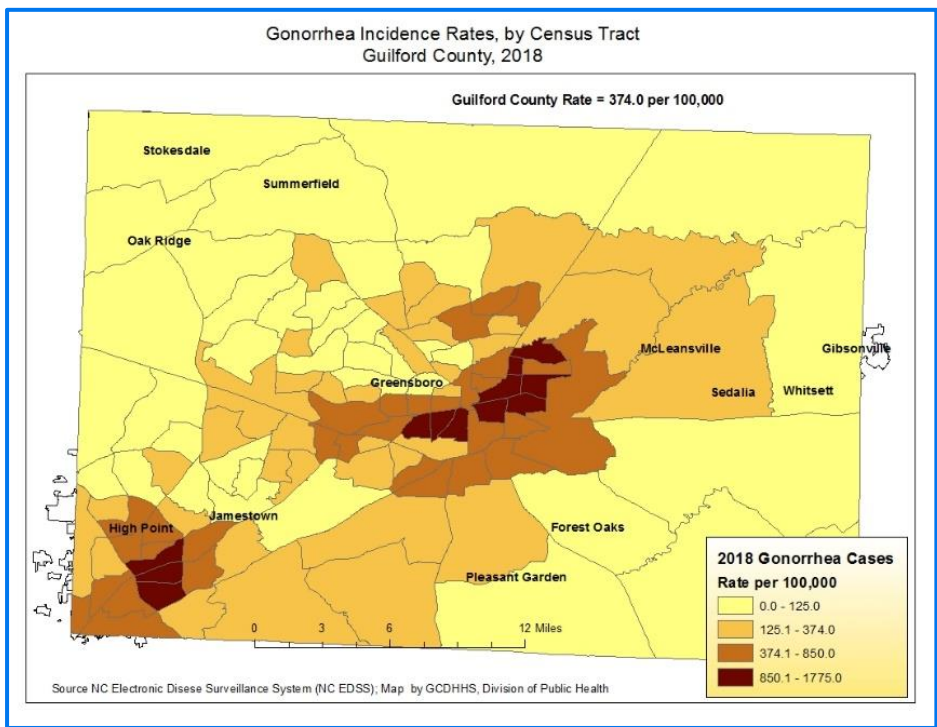 Gonorrhea Incidence Rates, by Census Tract
Guilford County, 2018
Guilford County Rate = 374.0 per 100,000
Stokesdale
Summerfield
Oak Ridge
McLeansville
Gibsonville
Greensboro
Sedalia
Whitsett
High Point
Jamestown
Forest Oaks
Pleasant Garden
2018 Gonorrhea Cases
Rate per 100,000
0.0 - 125.0
125.1 - 374.0
374.1 - 850.0
850.1 - 1775.0
0 3 6 12 Miles
Source NC Electronic Disese Surveillance System (NC EDSS); Map by GCDHHS, Division of Public Health